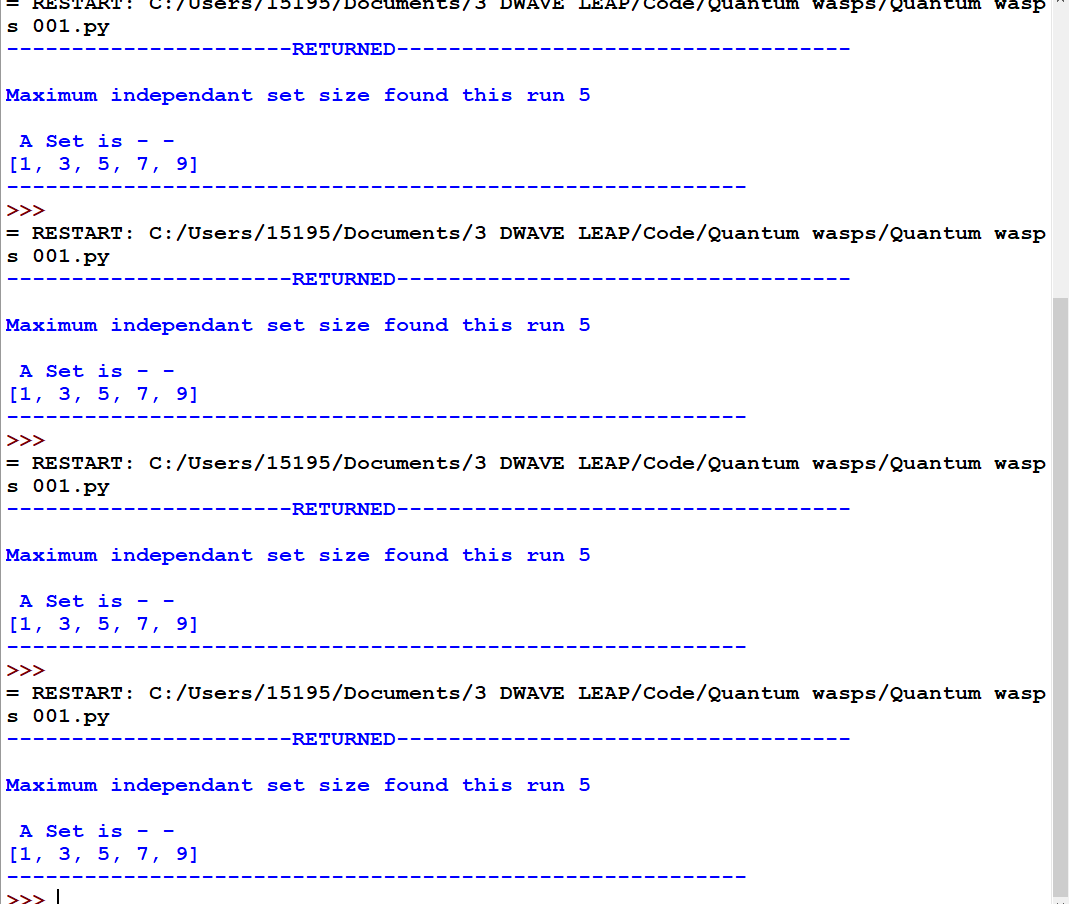 = RESTART: C:/Users/15195/Documents/3 DWAVE LEAP/Code/Quantum wasps/Quantum wasp
s 001.py
----------------------RETURNED-----------------------------------

Maximum independant set size found this run 5

 A Set is - -
[1, 3, 5, 7, 9]
---------------------------------------------------------
>>>
= RESTART: C:/Users/15195/Documents/3 DWAVE LEAP/Code/Quantum wasps/Quantum wasp
s 001.py
----------------------RETURNED-----------------------------------

Maximum independant set size found this run 5

 A Set is - -
[1, 3, 5, 7, 9]
---------------------------------------------------------
>>>
= RESTART: C:/Users/15195/Documents/3 DWAVE LEAP/Code/Quantum wasps/Quantum wasp
s 001.py
----------------------RETURNED-----------------------------------

Maximum independant set size found this run 5

 A Set is - -
[1, 3, 5, 7, 9]
---------------------------------------------------------
>>>
= RESTART: C:/Users/15195/Documents/3 DWAVE LEAP/Code/Quantum wasps/Quantum wasp
s 001.py
----------------------RETURNED-----------------------------------

Maximum independant set size found this run 5

 A Set is - -
[1, 3, 5, 7, 9]
---------------------------------------------------------
>>>